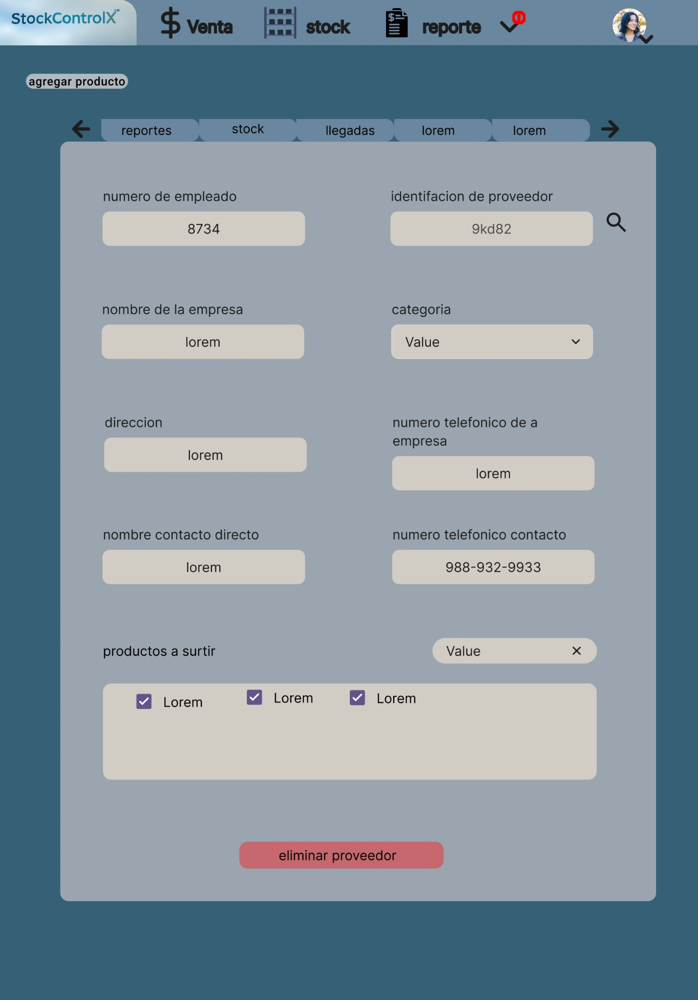 StockControlX™
Venta
stock
reporte
0
agregar producto
reportes
stock
llegadas
lorem
lorem
numero de empleado
8734
identifacion de proveedor
9kd82
nombre de la empresa
lorem
categoria
Value
direccion
lorem
numero telefonico de a
empresa
lorem
nombre contacto directo
lorem
numero telefonico contacto
988-932-9933
productos a surtir
Value
Lorem
Lorem
Lorem
eliminar proveedor